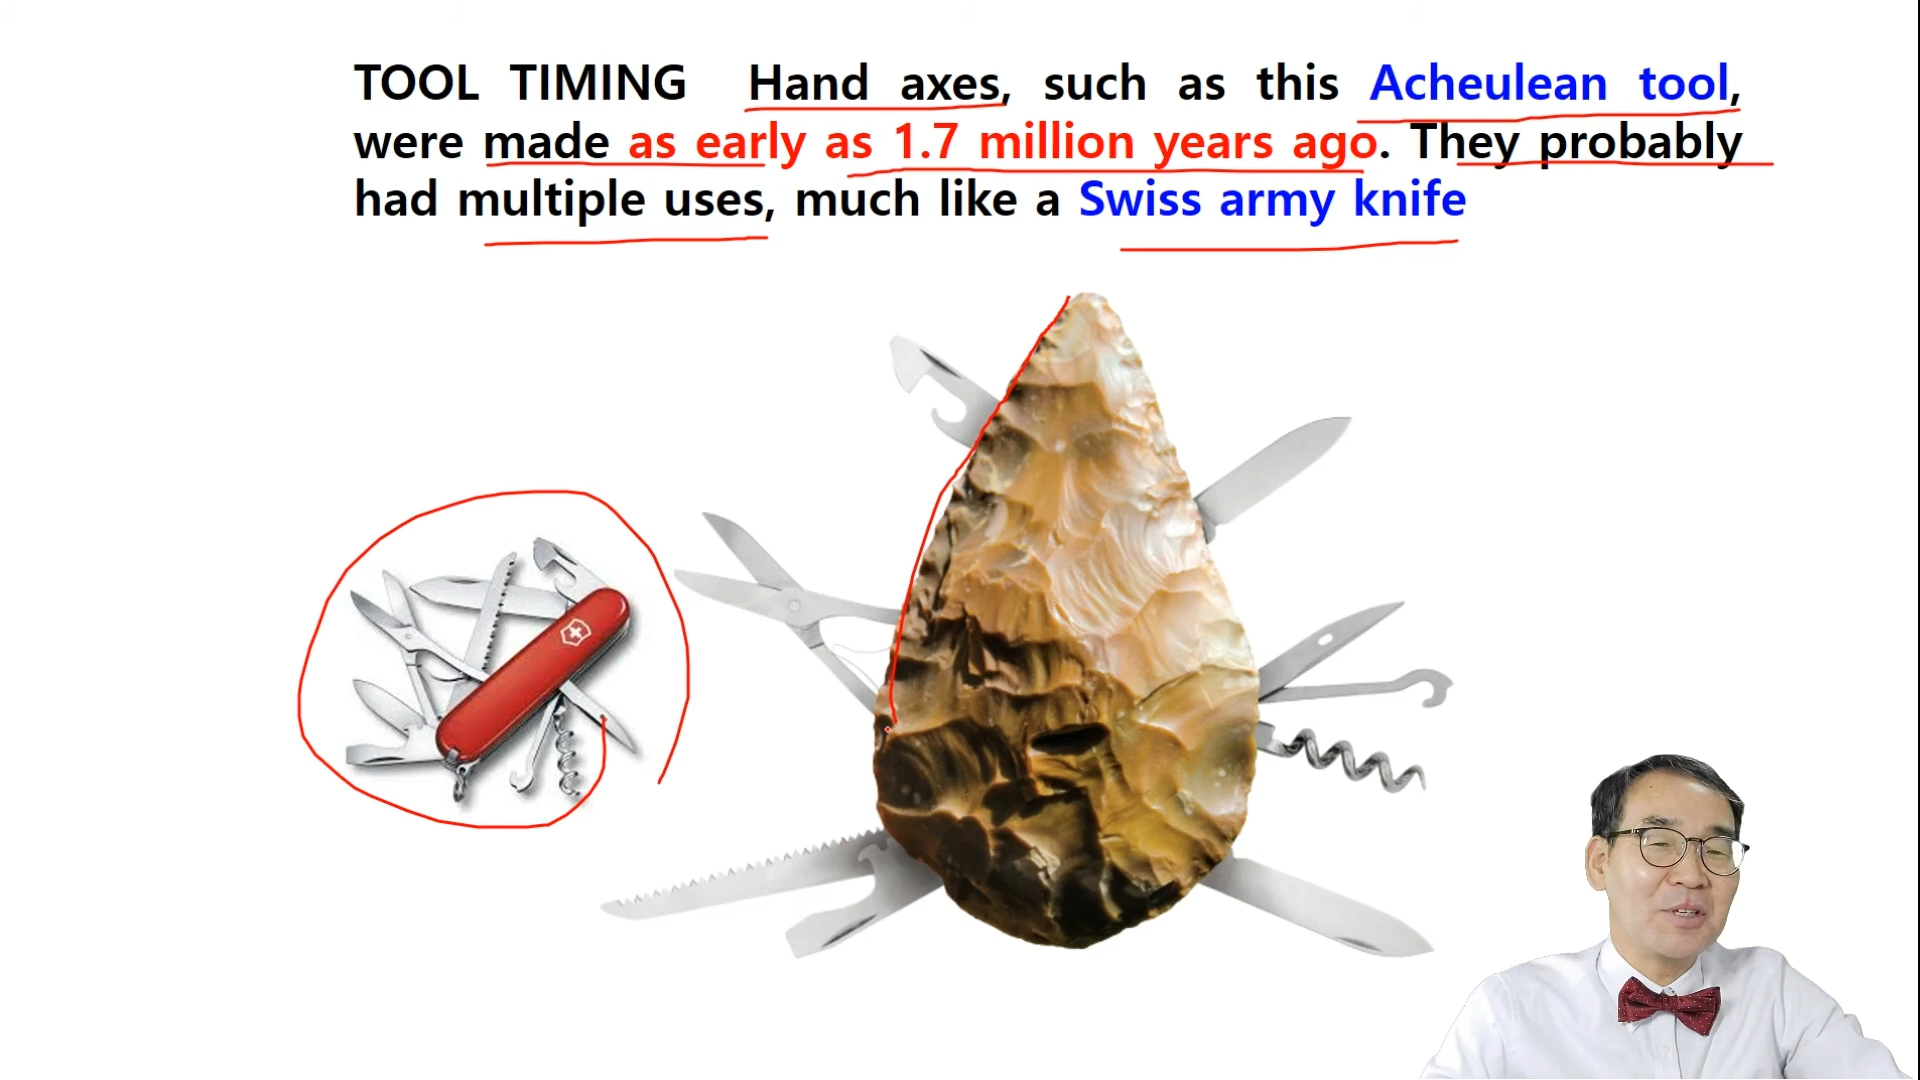 TOOL TIMING Hand axes, such as this Acheulean tool,
were made as early as 1.7 million years ago. They probably
had multiple uses, much like a Swiss army knife